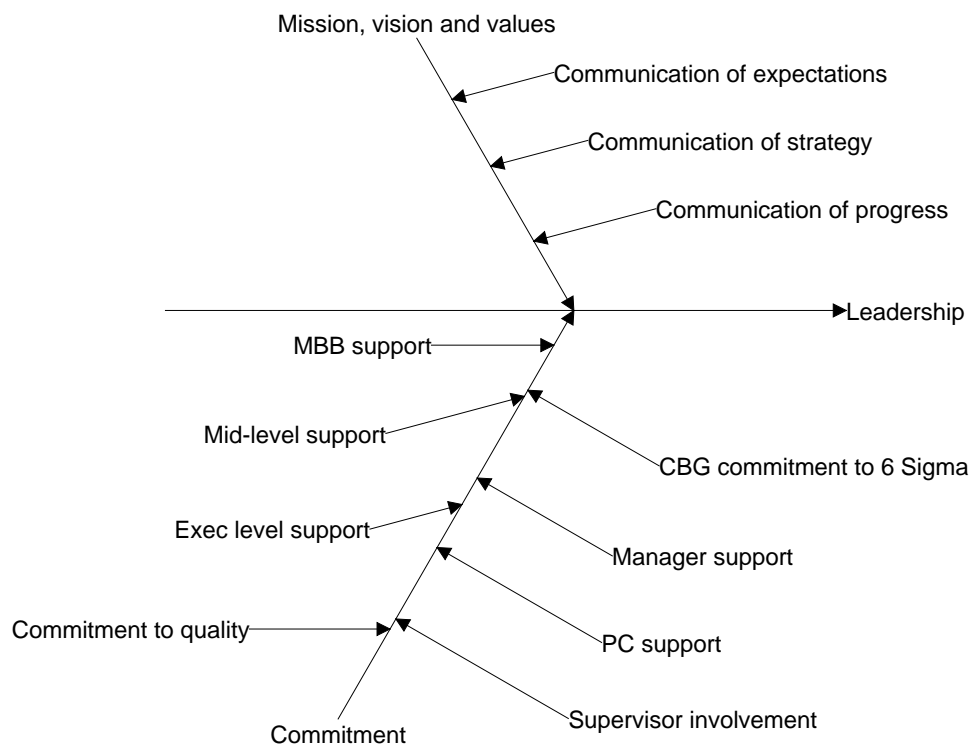 Mission, vision and values
Communication of expectations
Communication of strategy
Communication of progress
Leadership
MBB support
Mid-level support
CBG commitment to 6 Sigma
Exec level support
Manager support
Commitment to quality
PC support
Supervisor involvement
Commitment